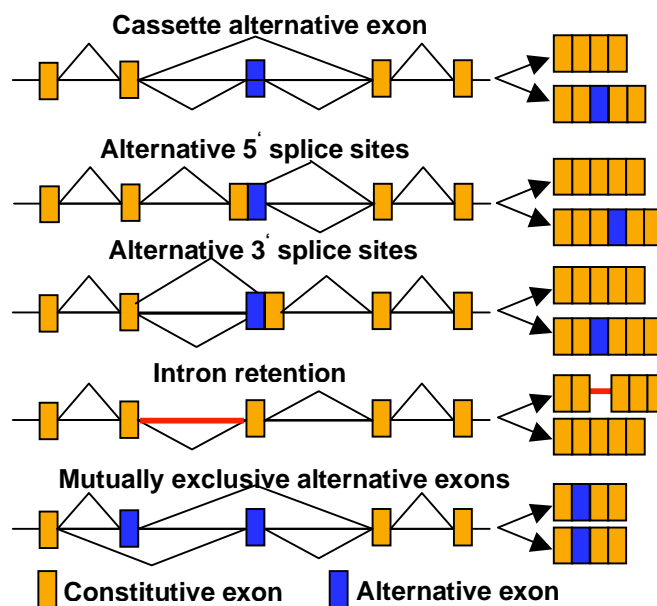 Cassette alternative exon
Alternative 5‘ splice sites
Alternative 3‘ splice sites
Intron retention
Mutually exclusive alternative exons
Constitutive exon
Alternative exon